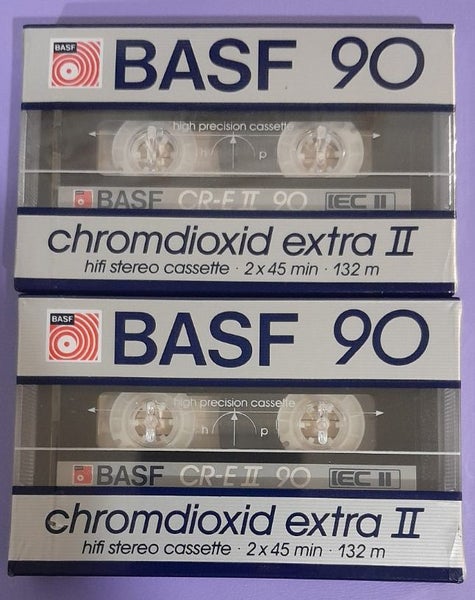 BASF
BASF 90
high precision cassette
h p
BASF CR-E II 90 IEC II
chromdioxid extra II
hifi stereo cassette · 2 x 45 min · 132 m
BASF
BASF 90
high precision cassette
h p
BASF CR-E II 90 IEC II
chromdioxid extra II
hifi stereo cassette · 2 x 45 min · 132 m